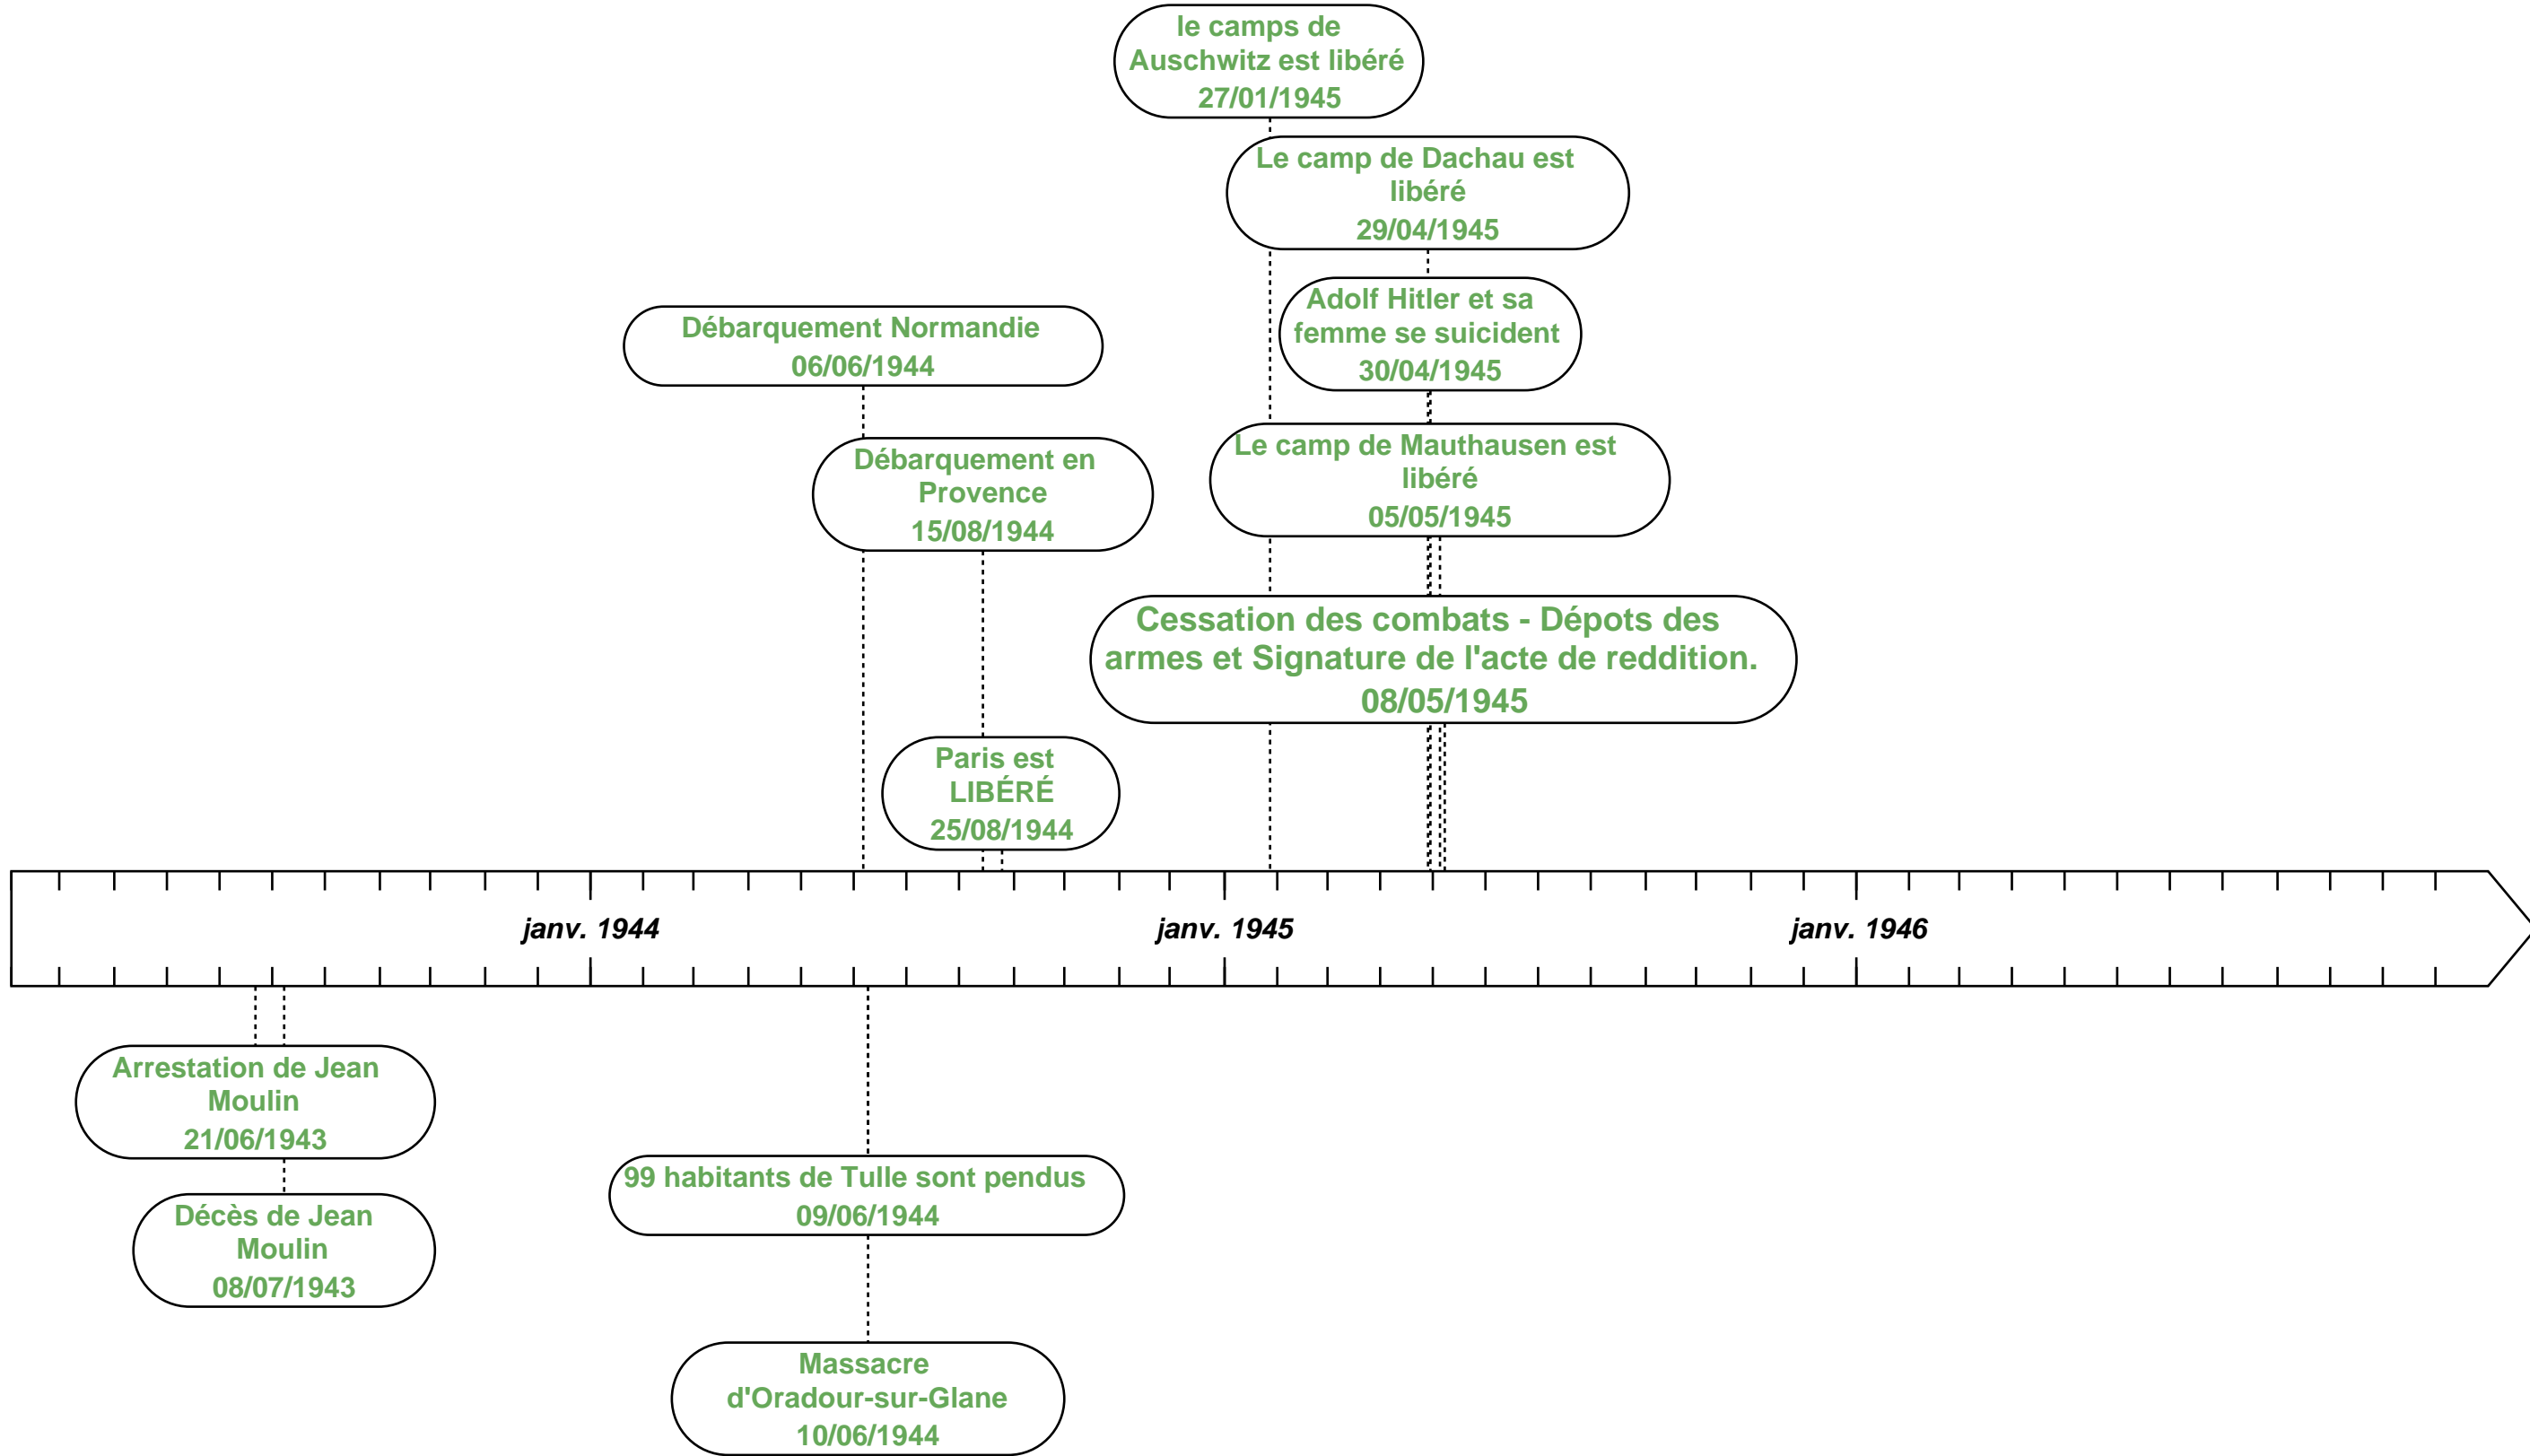 le camps de
Auschwitz est libéré
27/01/1945
Le camp de Dachau est
libéré
29/04/1945
Adolf Hitler et sa
femme se suicident
30/04/1945
Débarquement Normandie
06/06/1944
Le camp de Mauthausen est
libéré
05/05/1945
Débarquement en
Provence
15/08/1944
Cessation des combats - Dépots des
armes et Signature de l'acte de reddition.
08/05/1945
Paris est
LIBÉRÉ
25/08/1944
janv. 1944
janv. 1945
janv. 1946
Arrestation de Jean
Moulin
21/06/1943
99 habitants de Tulle sont pendus
09/06/1944
Décès de Jean
Moulin
08/07/1943
Massacre
d'Oradour-sur-Glane
10/06/1944